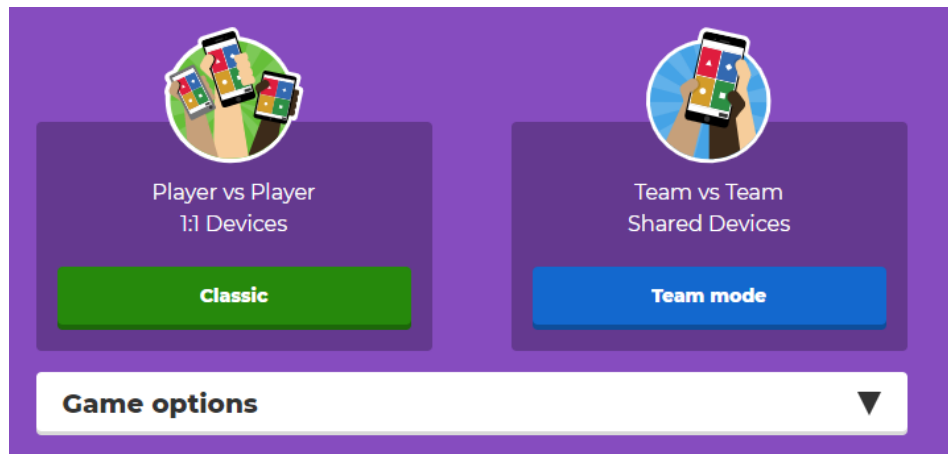 Player vs Player
1:1 Devices
Classic
Team vs Team
Shared Devices
Team mode
Game options